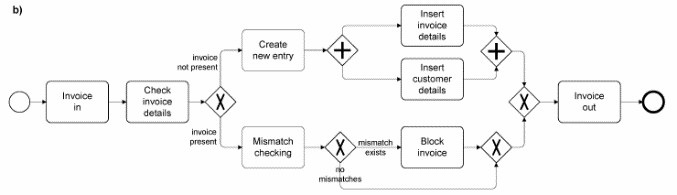 b)
Invoice
in
Check
invoice
details
invoice
not present
invoice
present
Create
new entry
Insert
invoice
details
Insert
customer
details
Mismatch
checking
mismatch
exists
no
mismatches
Block
invoice
Invoice
out